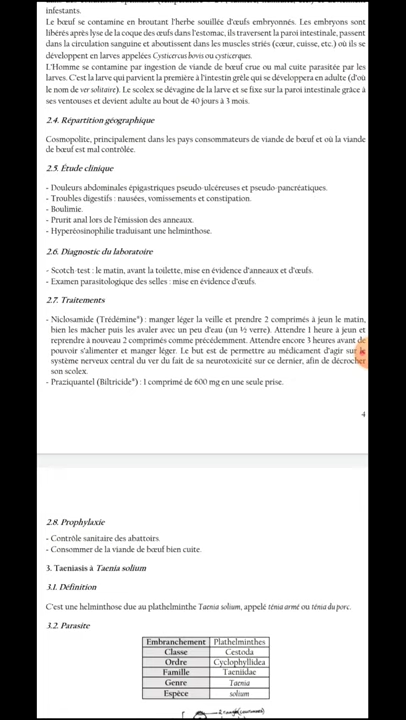 infestants.
Le bœuf se contamine en broutant l'herbe souillée d'œufs embryonnés. Les embryons sont
libérés après lyse de la coque des œufs dans l'estomac, ils traversent la paroi intestinale, passent
dans la circulation sanguine et aboutissent dans les muscles striés (cœur, cuisse, etc.) où ils se
développent en larves appelées Cysticercus bovis ou cysticerques.
L'Homme se contamine par ingestion de viande de bœuf crue ou mal cuite parasitée par les
larves. C'est la larve qui parvient la première à l'intestin grêle qui se développera en adulte (d'où
le nom de ver solitaire). Le scolex se dévagine de la larve et se fixe sur la paroi intestinale grâce à
ses ventouses et devient adulte au bout de 40 jours à 3 mois.
2.4. Répartition géographique
Cosmopolite, principalement dans les pays consommateurs de viande de bœuf et où la viande
de bœuf est mal contrôlée.
2.5. Étude clinique
- Douleurs abdominales épigastriques pseudo-ulcéreuses et pseudo-pancréatiques.
- Troubles digestifs : nausées, vomissements et constipation.
- Boulimie.
- Prurit anal lors de l'émission des anneaux.
- Hyperéosinophilie traduisant une helminthose.
2.6. Diagnostic du laboratoire
- Scotch-test : le matin, avant la toilette, mise en évidence d'anneaux et d'œufs.
- Examen parasitologique des selles : mise en évidence d'œufs.
2.7. Traitements
- Niclosamide (Trédémine®) : manger léger la veille et prendre 2 comprimés à jeun le matin,
bien les mâcher puis les avaler avec un peu d'eau (un ½ verre). Attendre 1 heure à jeun et
reprendre à nouveau 2 comprimés comme précédemment. Attendre encore 3 heures avant de
pouvoir s'alimenter et manger léger. Le but est de permettre au médicament d'agir sur le
système nerveux central du ver du fait de sa neurotoxicité sur ce dernier, afin de décrocher
son scolex.
- Praziquantel (Biltricide®) : 1 comprimé de 600 mg en une seule prise.
4
2.8. Prophylaxie
- Contrôle sanitaire des abattoirs.
- Consommer de la viande de bœuf bien cuite.
3. Taeniasis à Taenia solium
3.1. Définition
C'est une helminthose due au plathelminthe Taenia solium, appelé ténia armé ou ténia du porc.
3.2. Parasite
Embranchement Plathelminthes
Classe Cestoda
Ordre Cyclophyllidea
Famille Taeniidae
Genre Taenia
Espèce solium